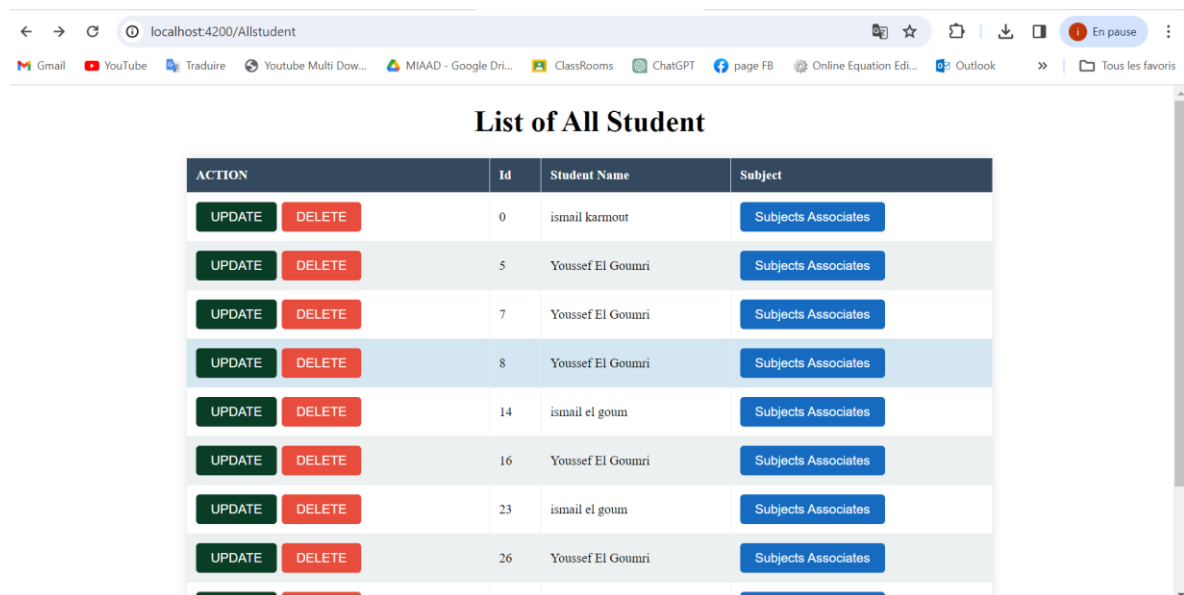 localhost:4200/Allstudent
En pause
Gmail YouTube Traduire Youtube Multi Dow... MIAAD - Google Dri... ClassRooms ChatGPT page FB Online Equation Edi... Outlook » Tous les favoris
List of All Student
ACTION Id Student Name Subject
UPDATE DELETE 0 ismail karmout Subjects Associates
UPDATE DELETE 5 Youssef El Goumri Subjects Associates
UPDATE DELETE 7 Youssef El Goumri Subjects Associates
UPDATE DELETE 8 Youssef El Goumri Subjects Associates
UPDATE DELETE 14 ismail el goum Subjects Associates
UPDATE DELETE 16 Youssef El Goumri Subjects Associates
UPDATE DELETE 23 ismail el goum Subjects Associates
UPDATE DELETE 26 Youssef El Goumri Subjects Associates